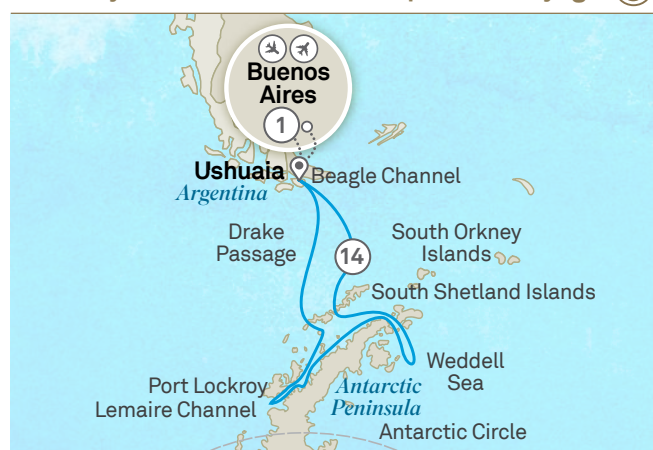 Buenos
Aires
1
Ushuaia
Beagle Channel
Argentina
Drake
Passage
South Orkney
Islands
14
South Shetland Islands
Weddell
Sea
Port Lockroy
Lemaire Channel
Antarctic
Peninsula
Antarctic Circle